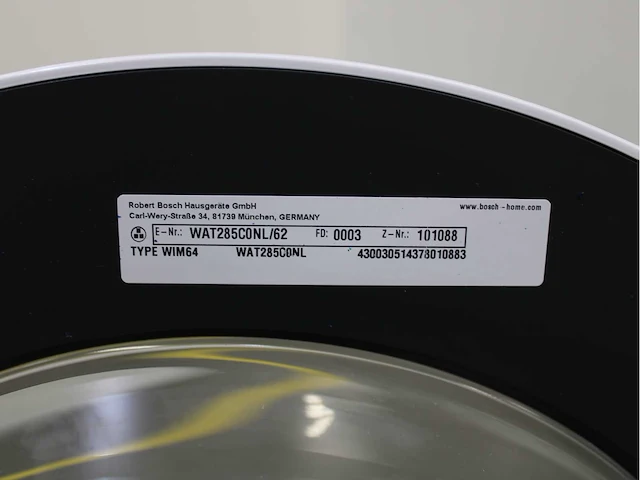 Robert Bosch Hausgeräte GmbH www.bosch-home.com
Carl-Wery-Straße 34, 81739 München, GERMANY
E-Nr.: WAT285C0NL/62 FD: 0003 Z-Nr.: 101088
TYPE WIM64 WAT285C0NL 430030514378010883